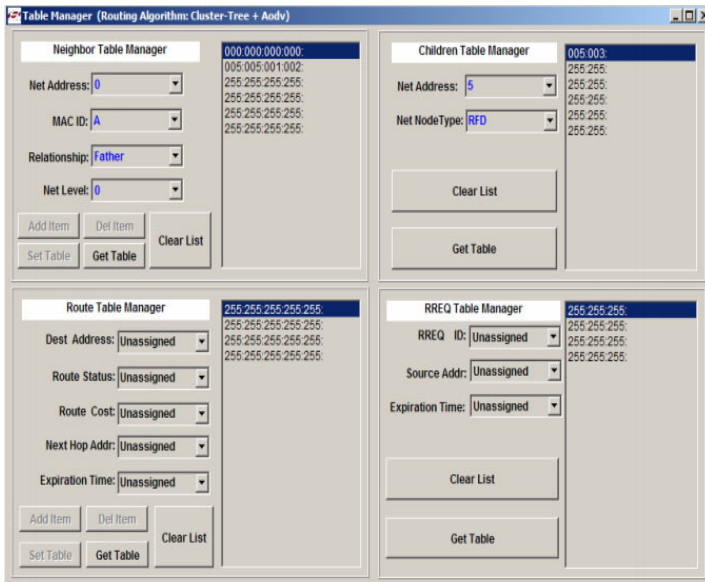 Table Manager (Routing Algorithm: Cluster-Tree + Aodv)
Neighbor Table Manager
Net Address: 0
MAC ID: A
Relationship: Father
Net Level: 0
Add Item Del Item
Set Table Get Table
Clear List
000:000:000:000:
005:005:001:002:
255:255:255:255:
255:255:255:255:
255:255:255:255:
255:255:255:255:
Children Table Manager
Net Address: 5
Net NodeType: RFD
Clear List
Get Table
005:003:
255:255:
255:255:
255:255:
255:255:
255:255:
Route Table Manager
Dest Address: Unassigned
Route Status: Unassigned
Route Cost: Unassigned
Next Hop Addr: Unassigned
Expiration Time: Unassigned
Add Item Del Item
Set Table Get Table
Clear List
255:255:255:255:255:
255:255:255:255:255:
255:255:255:255:255:
255:255:255:255:255:
RREQ Table Manager
RREQ ID: Unassigned
Source Addr: Unassigned
Expiration Time: Unassigned
Clear List
Get Table
255:255:255:
255:255:255:
255:255:255:
255:255:255: